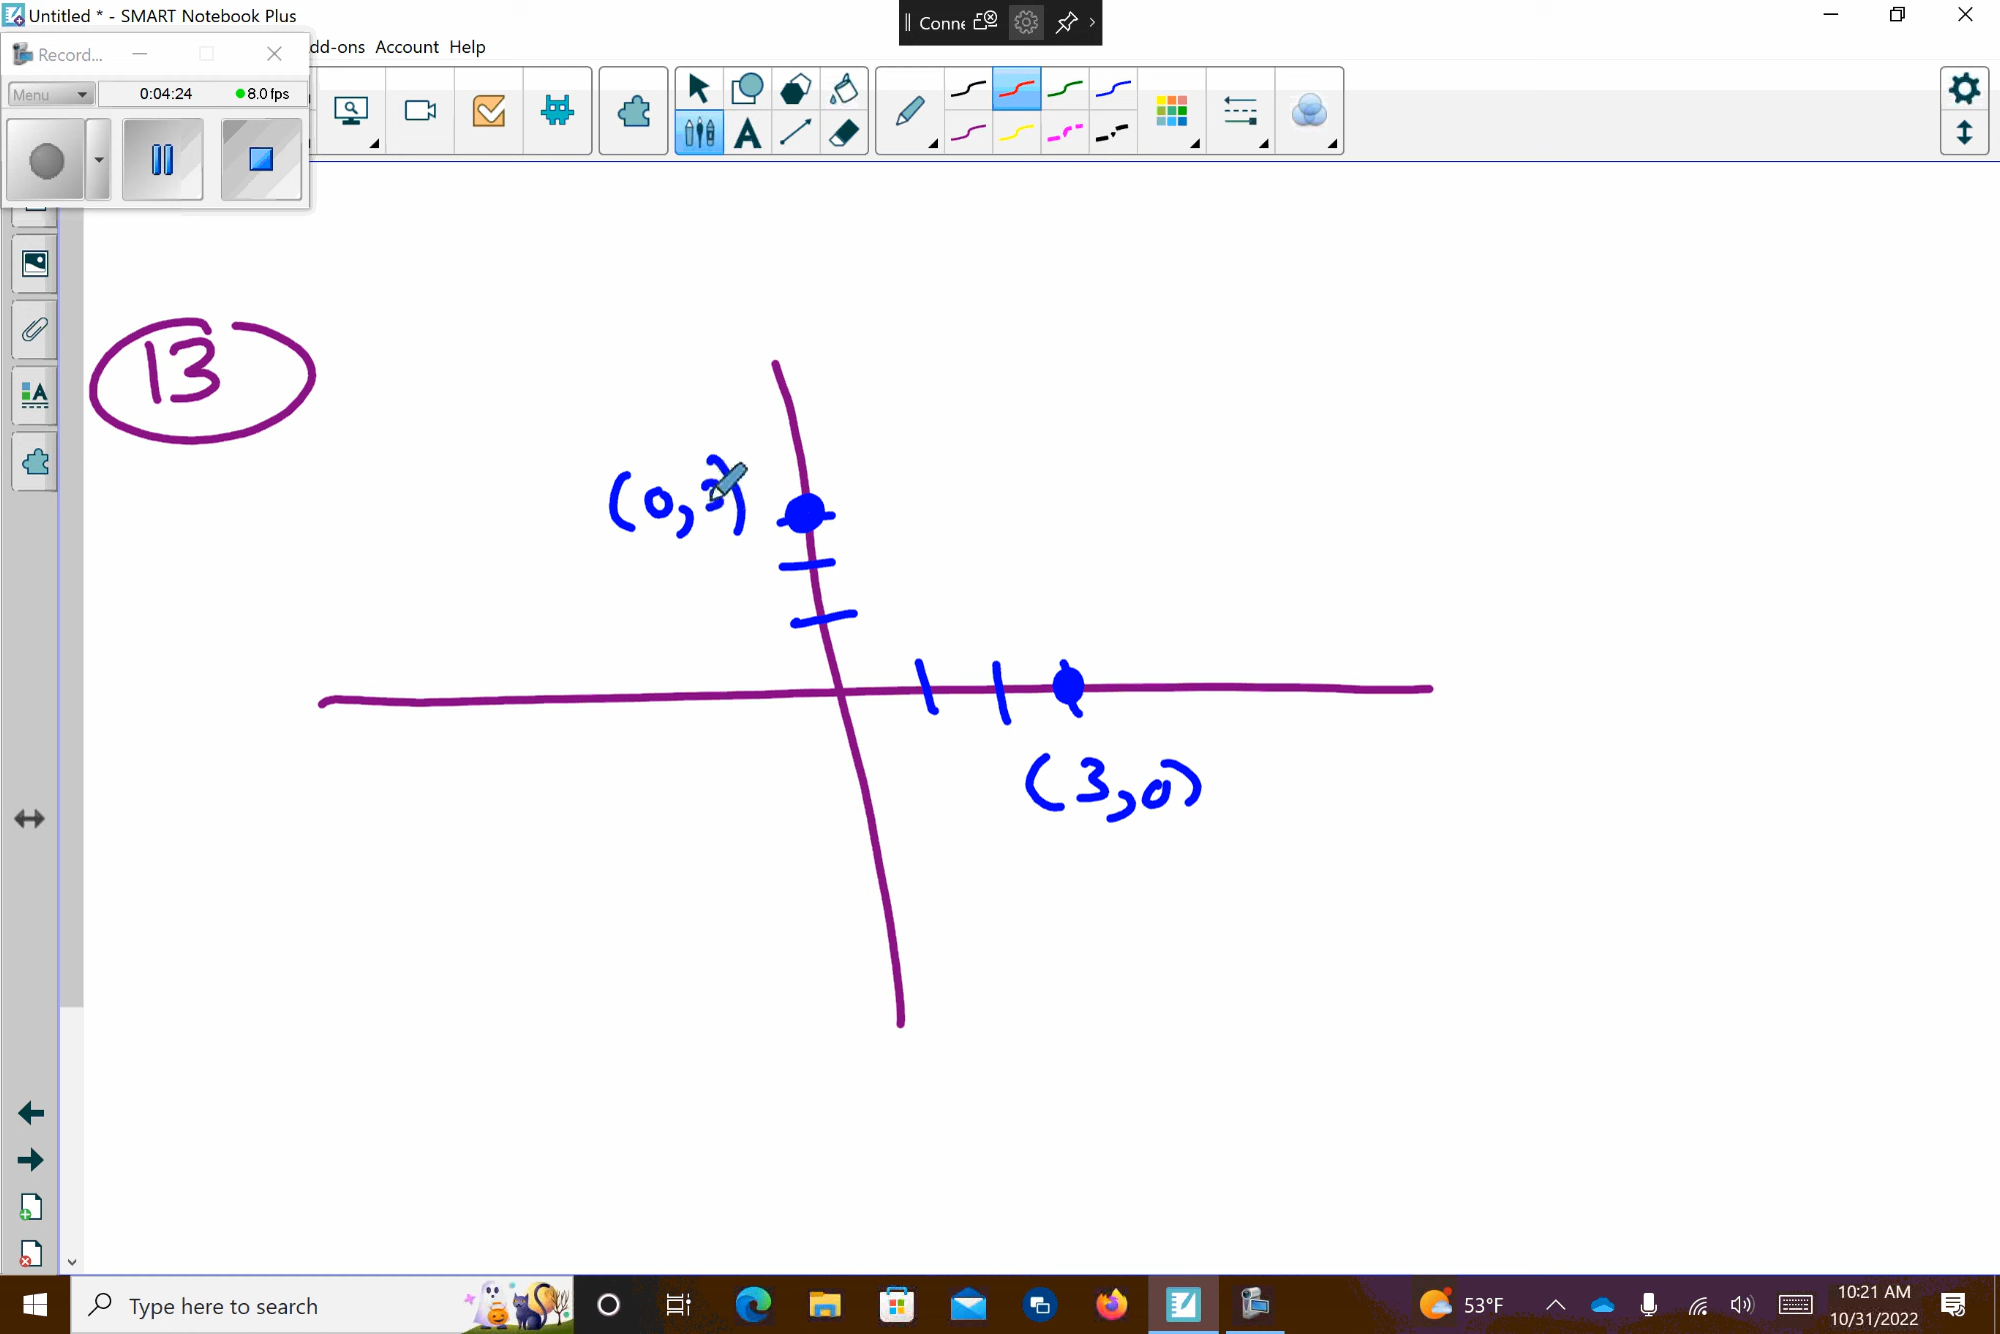 Untitled * - SMART Notebook Plus
Conne
Record...
dd-ons Account Help
Menu
0:04:24
8.0 fps
A
A
13
(0,3)
(3,0)
Type here to search
53°F
10:21 AM
10/31/2022